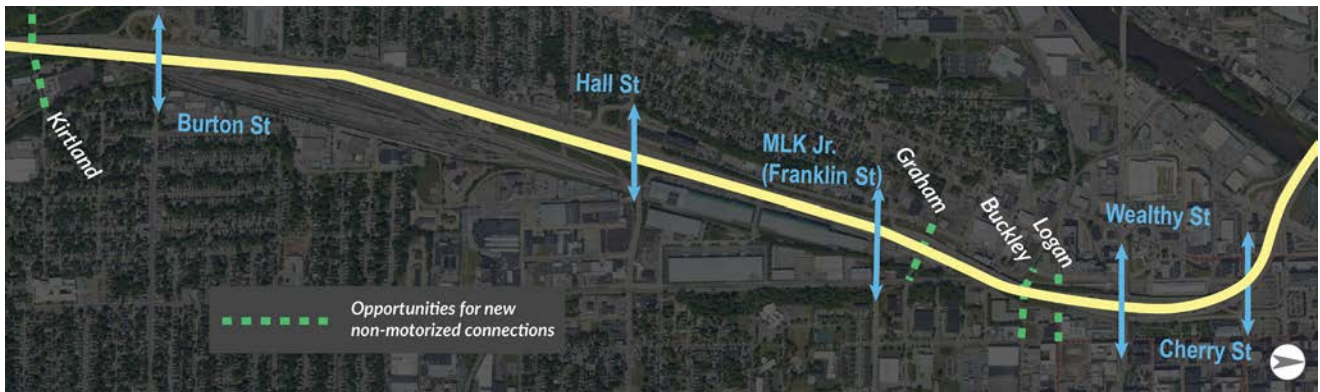 Kirtland
Burton St
Hall St
MLK Jr.
(Franklin St)
Graham
Buckley
Logan
Wealthy St
Cherry St
Opportunities for new
non-motorized connections